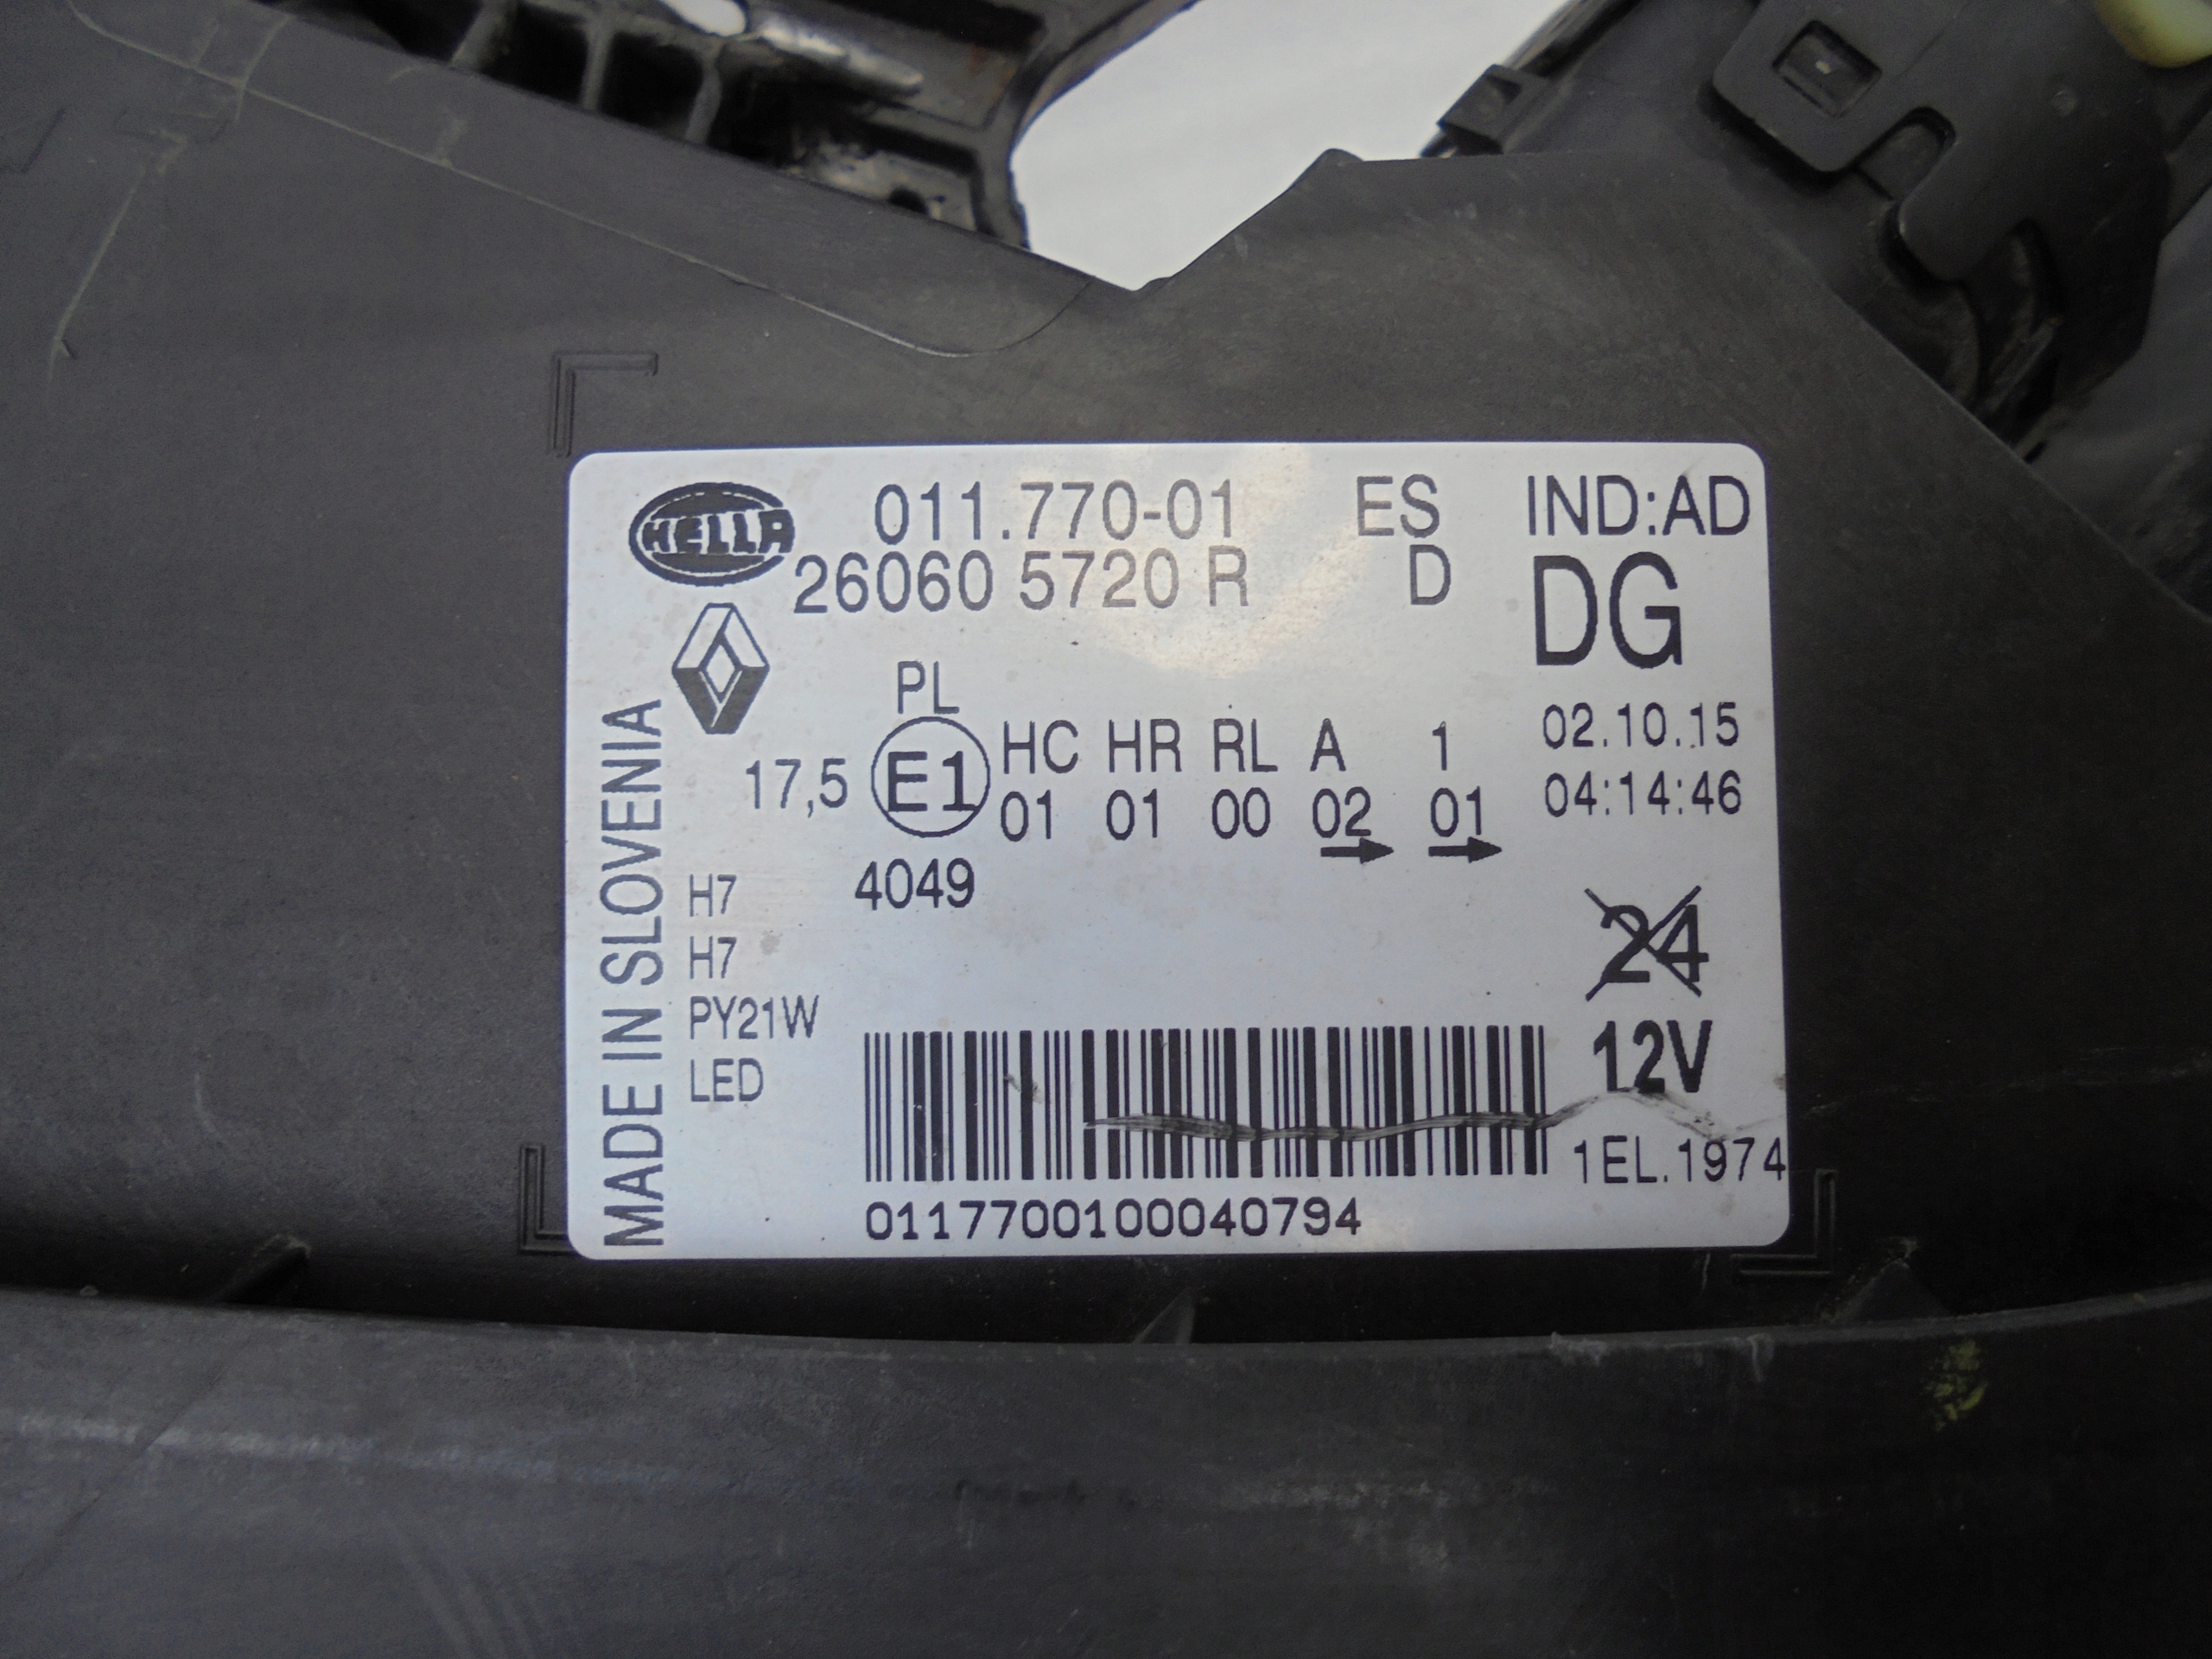 HELLA 011.770-01 ES IND:AD
26060 5720 R D DG
PL
17,5 E1 HC HR RL A 1
01 01 00 02 01
02.10.15
04:14:46
4049
H7
H7
PY21W
LED
24
12V
1EL.1974
0117700100040794
MADE IN SLOVENIA